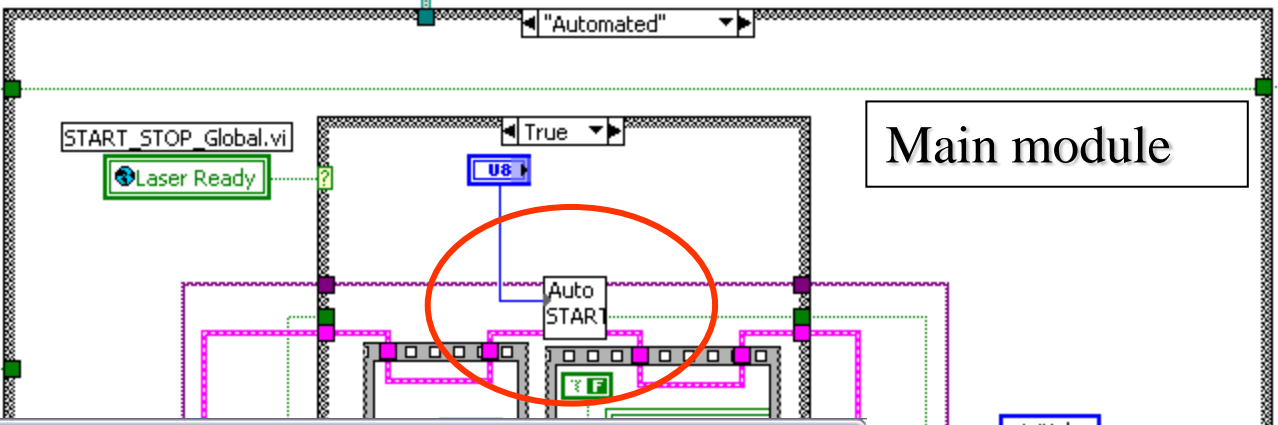 "Automated"
START_STOP_Global.vi
True
Main module
Laser Ready
?
U8
Auto
START
F